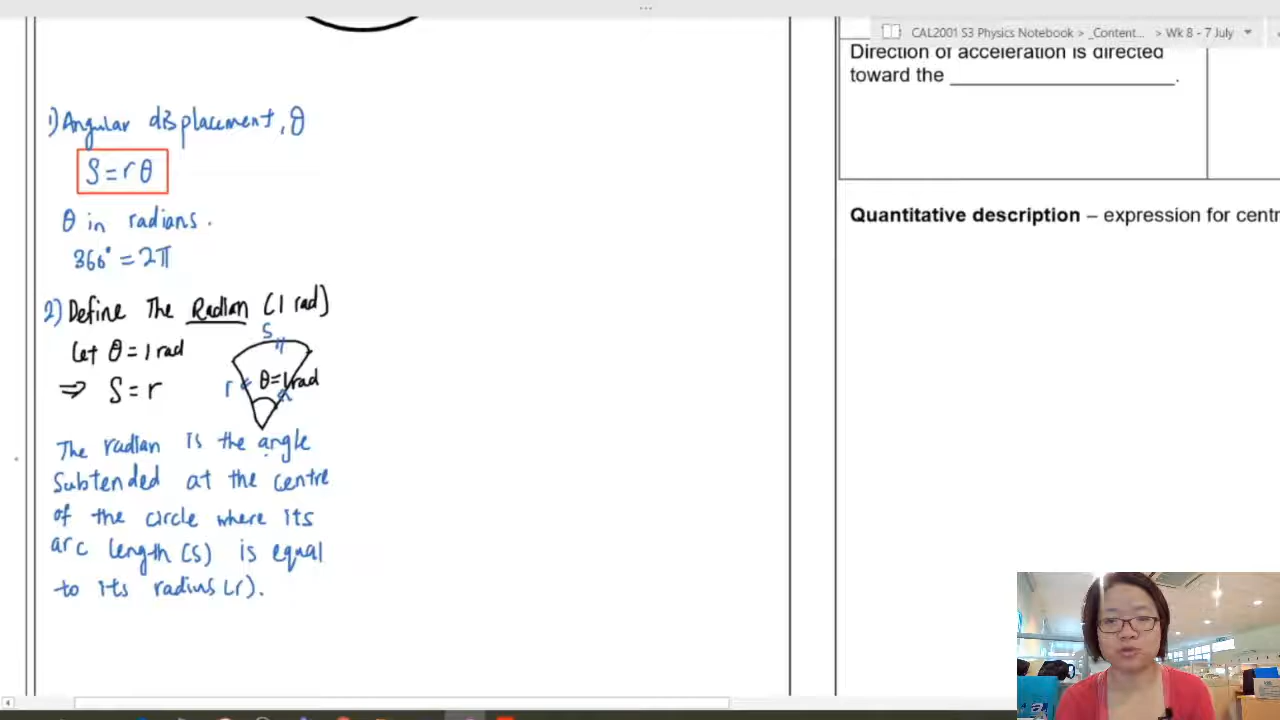 CAL2001 S3 Physics Notebook > _Content... > Wk 8 - 7 July
1) Angular displacement, θ
S = rθ
θ in radians.
360° = 2π
2) Define The Radian (1 rad)
Let θ = 1 rad
⇒ S = r
S
r θ = 1 rad
The radian is the angle
Subtended at the centre
of the circle where its
arc length (S) is equal
to its radius (r).
Direction of acceleration is directed
toward the ______________________.
Quantitative description – expression for centr